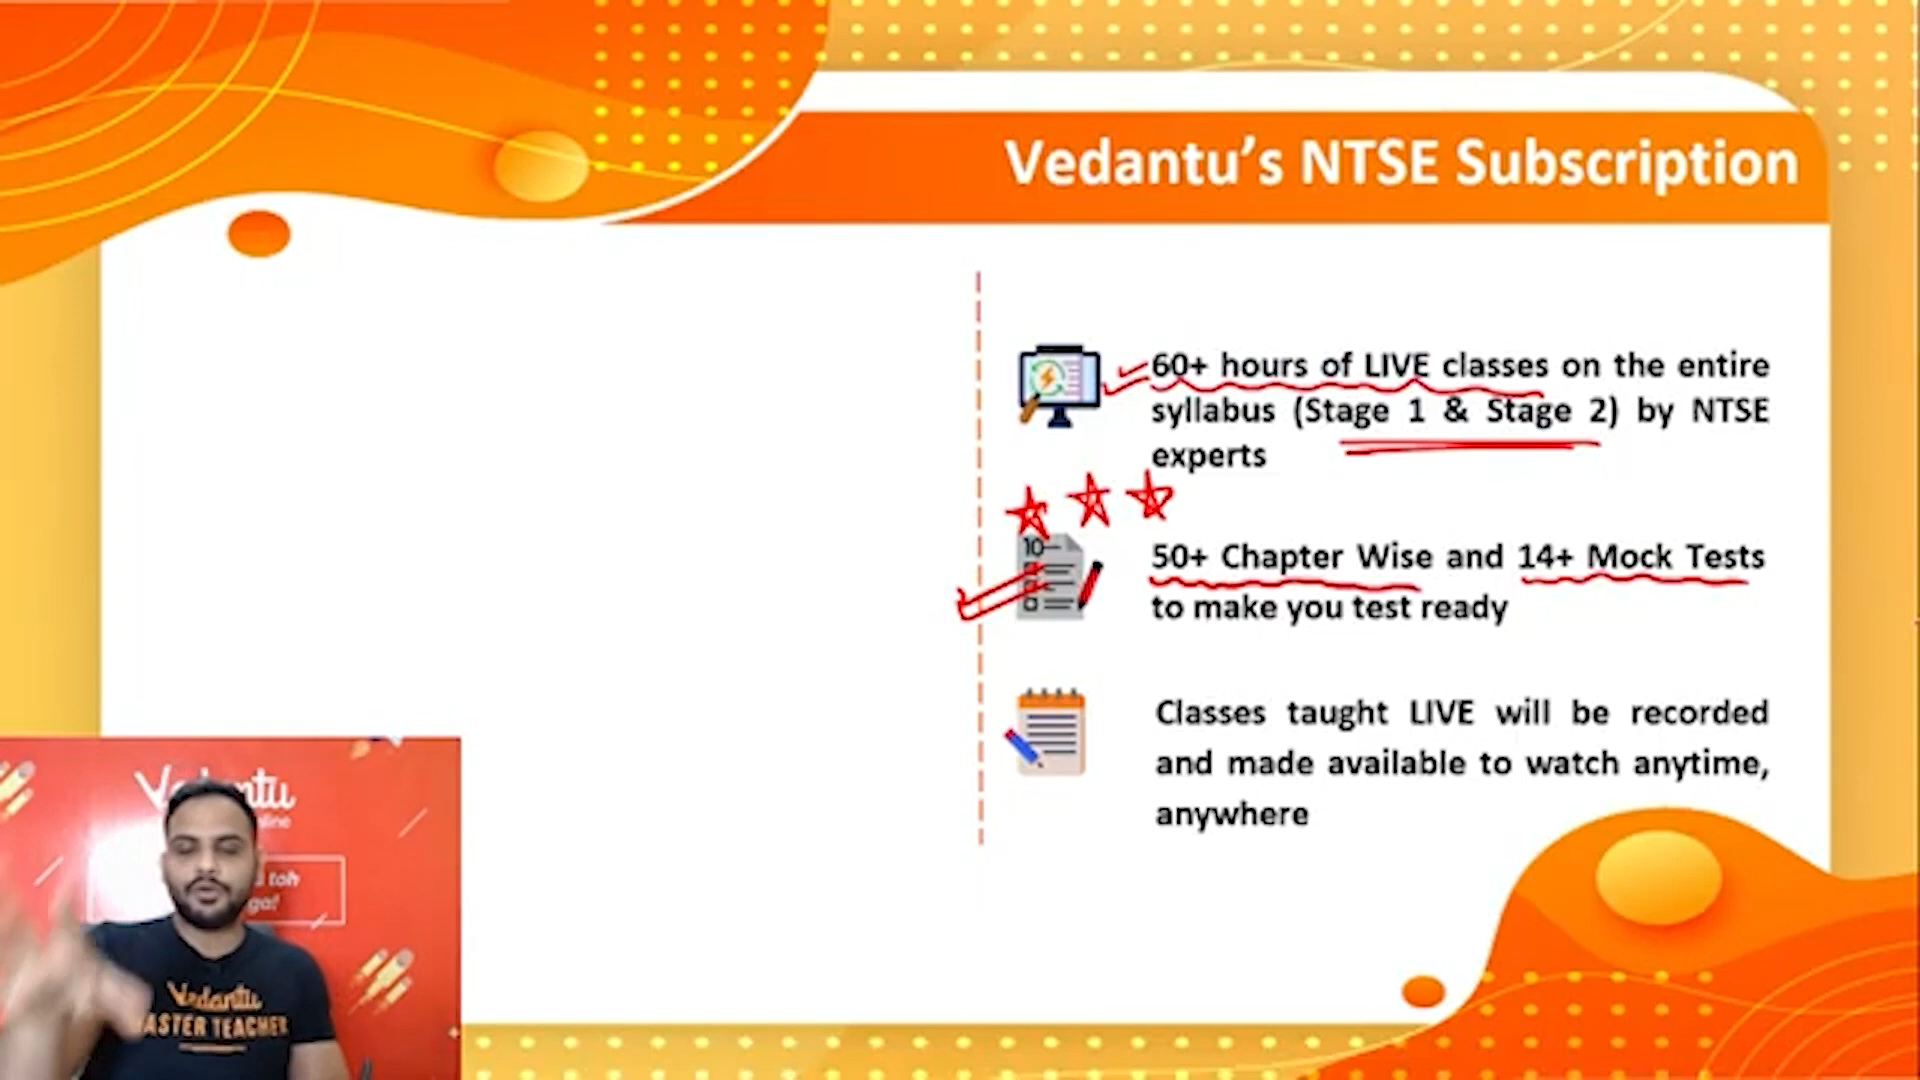 Vedantu’s NTSE Subscription
60+ hours of LIVE classes on the entire
syllabus (Stage 1 & Stage 2) by NTSE
experts
10
50+ Chapter Wise and 14+ Mock Tests
to make you test ready
Classes taught LIVE will be recorded
and made available to watch anytime,
anywhere
toh
Vedantu
MASTER TEACHER